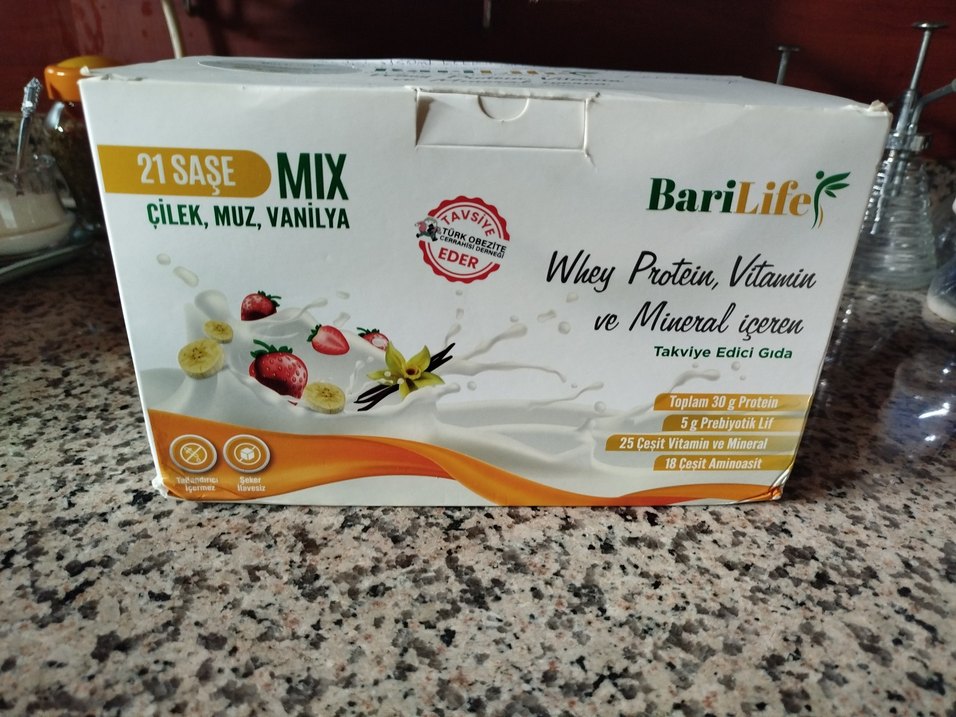 21 SAŞE
MIX
ÇİLEK, MUZ, VANİLYA
TAVSİYE
TÜRK OBEZİTE
CERRAHİSİ DERNEĞİ
EDER
BariLife
Whey Protein, Vitamin
ve Mineral içeren
Takviye Edici Gıda
Toplam 30 g Protein
5 g Prebiyotik Lif
25 Çeşit Vitamin ve Mineral
18 Çeşit Aminoasit
Tatlandırıcı
İçermez
Şeker
İlavesiz